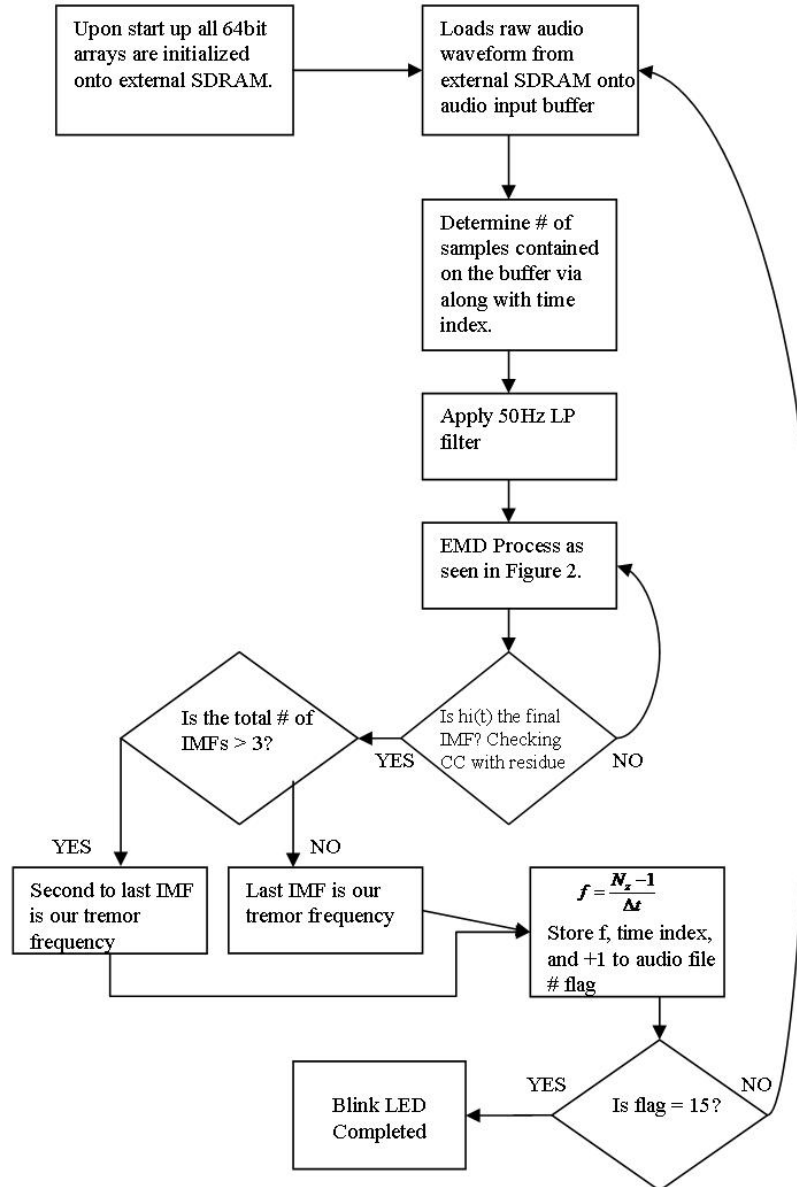 Upon start up all 64bit
arrays are initialized
onto external SDRAM.
Loads raw audio
waveform from
external SDRAM onto
audio input buffer
Determine # of
samples contained
on the buffer via
along with time
index.
Apply 50Hz LP
filter
EMD Process as
seen in Figure 2.
Is hi(t) the final
IMF? Checking
CC with residue
YES
NO
Is the total # of
IMFs > 3?
YES
NO
Second to last IMF
is our tremor
frequency
Last IMF is our
tremor frequency
f = (N_z - 1) / Δt
Store f, time index,
and +1 to audio file
# flag
Is flag = 15?
YES
NO
Blink LED
Completed